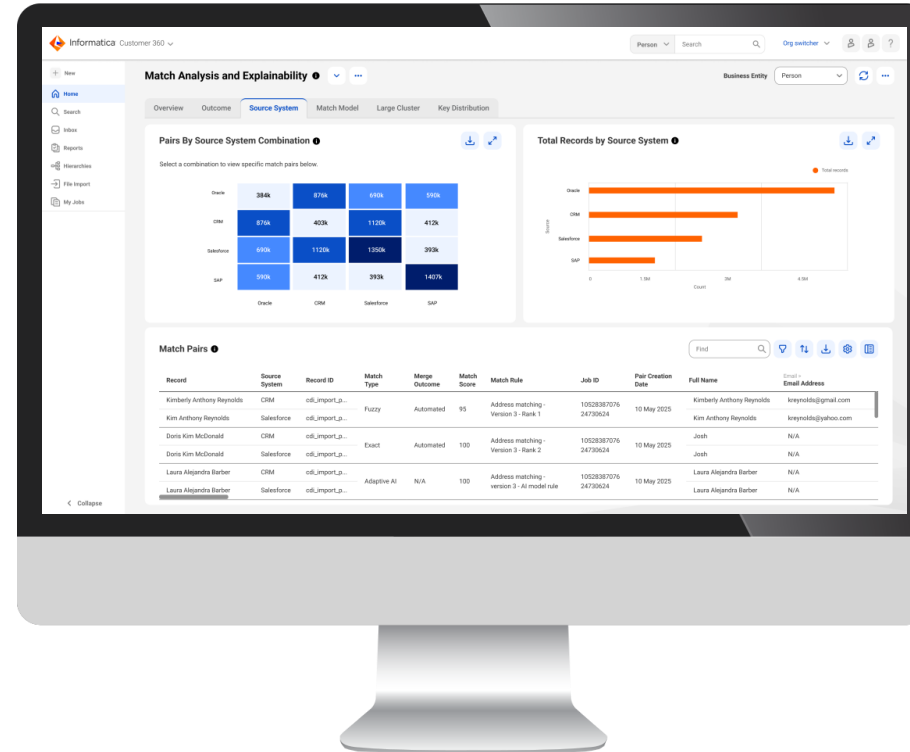 Informatica Customer 360
Person Search Org switcher ?
New
Home
Search
Inbox
Reports
Hierarchies
File Import
My Jobs
Collapse
Match Analysis and Explainability
Business Entity Person
Overview Outcome Source System Match Model Large Cluster Key Distribution
Pairs By Source System Combination
Select a combination to view specific match pairs below.
Oracle 384k 876k 690k 590k
CRM 876k 403k 1120k 412k
Salesforce 690k 1120k 1350k 393k
SAP 590k 412k 393k 1407k
Oracle CRM Salesforce SAP
Total Records by Source System
Total records
Source
Oracle
CRM
Salesforce
SAP
0 1.5M 3M 4.5M
Count
Match Pairs
Find
Email –
Record Source System Record ID Match Type Merge Outcome Match Score Match Rule Job ID Pair Creation Date Full Name Email Address
Kimberly Anthony Reynolds CRM cdi_import_p... Fuzzy Automated 95 Address matching - Version 3 - Rank 1 10528387076 24730624 10 May 2025 Kimberly Anthony Reynolds kreynolds@gmail.com
Kim Anthony Reynolds Salesforce cdi_import_p... Kim Anthony Reynolds kreynolds@yahoo.com
Doris Kim McDonald CRM cdi_import_p... Exact Automated 100 Address matching - Version 3 - Rank 2 10528387076 24730624 10 May 2025 Josh N/A
Doris Kim McDonald Salesforce cdi_import_p... Josh N/A
Laura Alejandra Barber CRM cdi_import_p... Adaptive AI N/A 100 Address matching - version 3 - AI model rule 10528387076 24730624 10 May 2025 Laura Alejandra Barber N/A
Laura Alejandra Barber Salesforce cdi_import_p... Laura Alejandra Barber N/A